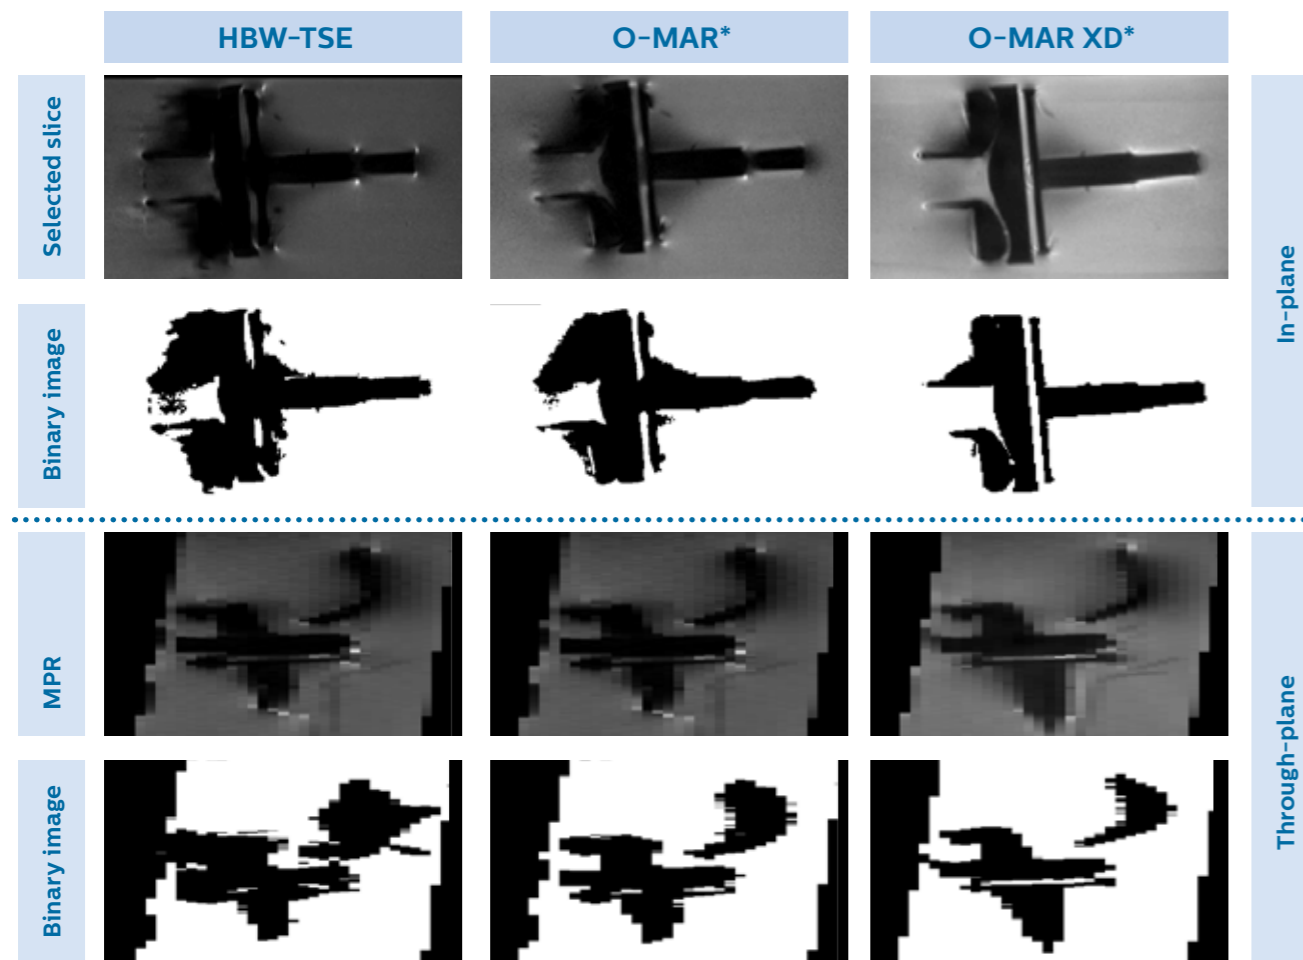 HBW-TSE
O-MAR*
O-MAR XD*
Selected slice
Binary image
In-plane
MPR
Binary image
Through-plane